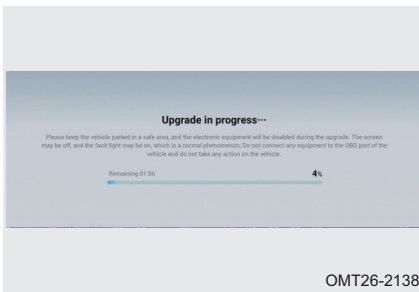 Upgrade in progress···
Please keep the vehicle parked in a safe area, and the electronic equipment will be disabled during the upgrade. The screen
may be off, and the fault light may be on, which is a normal phenomenon; Do not connect any equipment to the OBD port of the
vehicle and do not take any action on the vehicle.
Remaining 01:56 4%
OMT26-2138